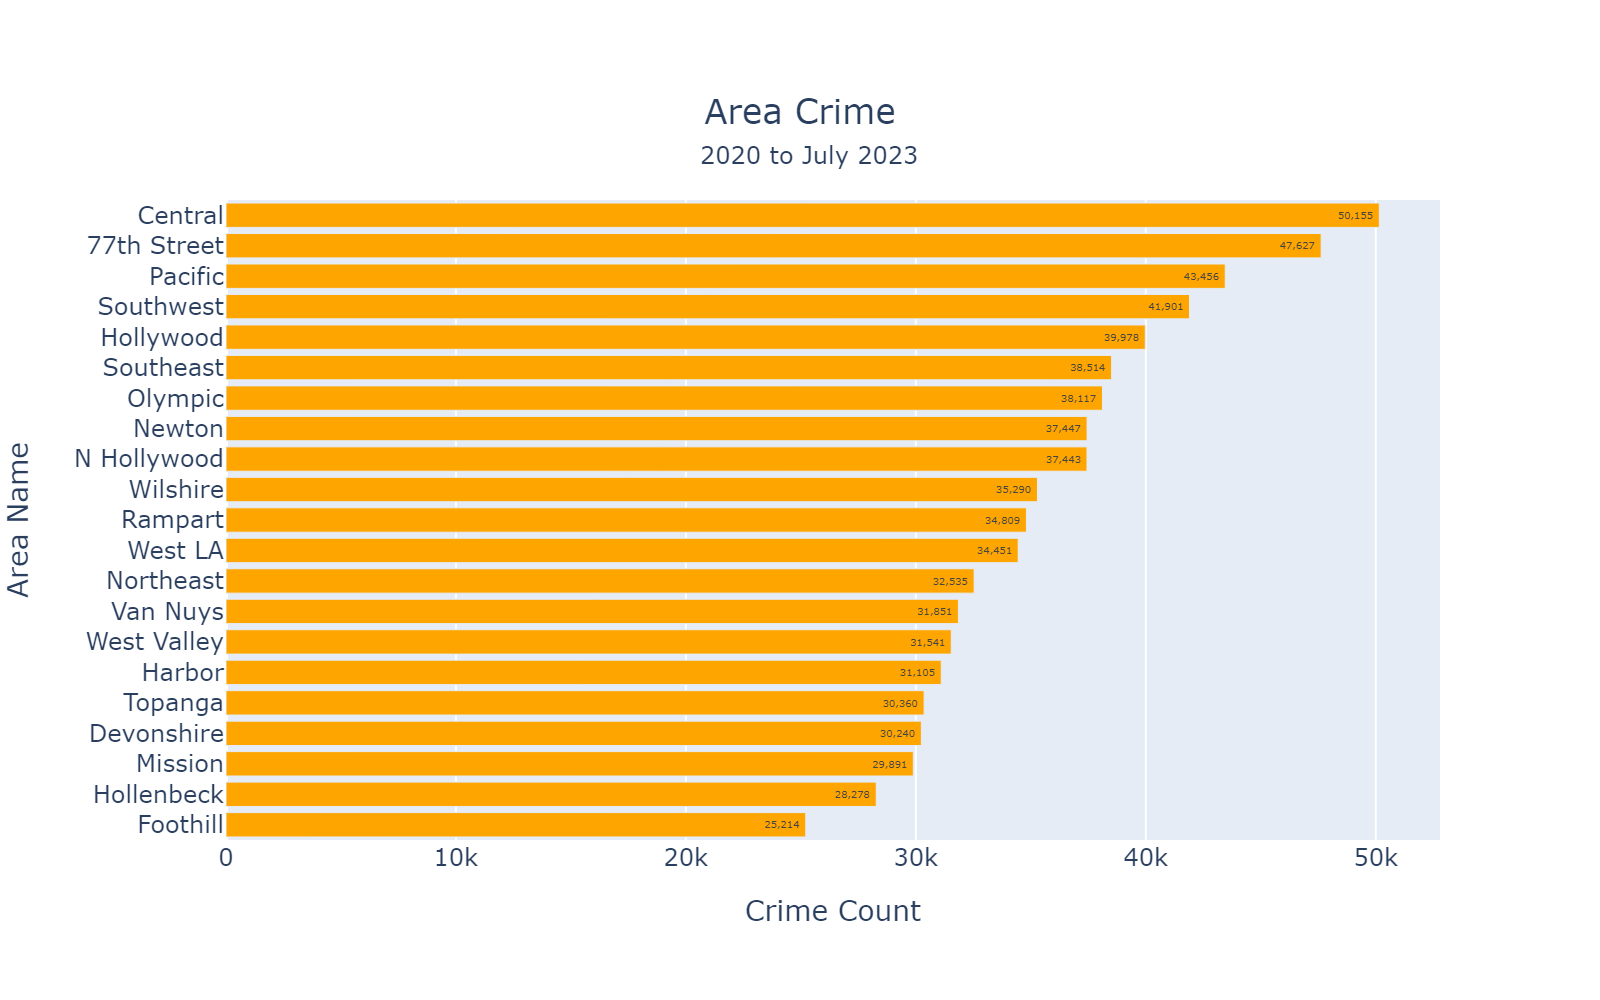 Area Crime
2020 to July 2023
Area Name
Central 50,155
77th Street 47,627
Pacific 43,456
Southwest 41,901
Hollywood 39,978
Southeast 38,514
Olympic 38,117
Newton 37,447
N Hollywood 37,443
Wilshire 35,290
Rampart 34,809
West LA 34,451
Northeast 32,535
Van Nuys 31,851
West Valley 31,541
Harbor 31,105
Topanga 30,360
Devonshire 30,240
Mission 29,891
Hollenbeck 28,278
Foothill 25,214
0 10k 20k 30k 40k 50k
Crime Count